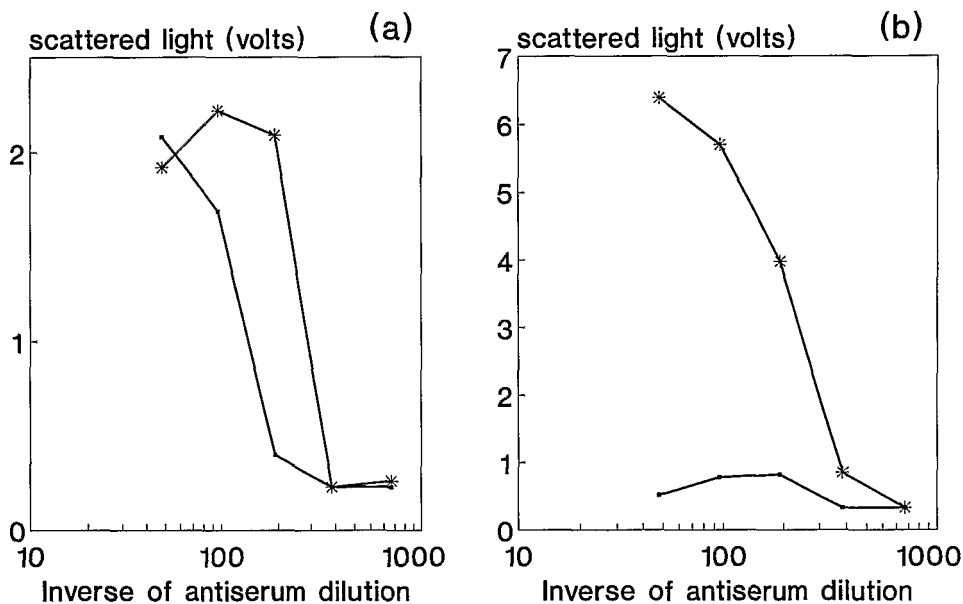 scattered light (volts) (a)
2
1
0
10 100 1000
Inverse of antiserum dilution
scattered light (volts) (b)
7
6
5
4
3
2
1
0
10 100 1000
Inverse of antiserum dilution